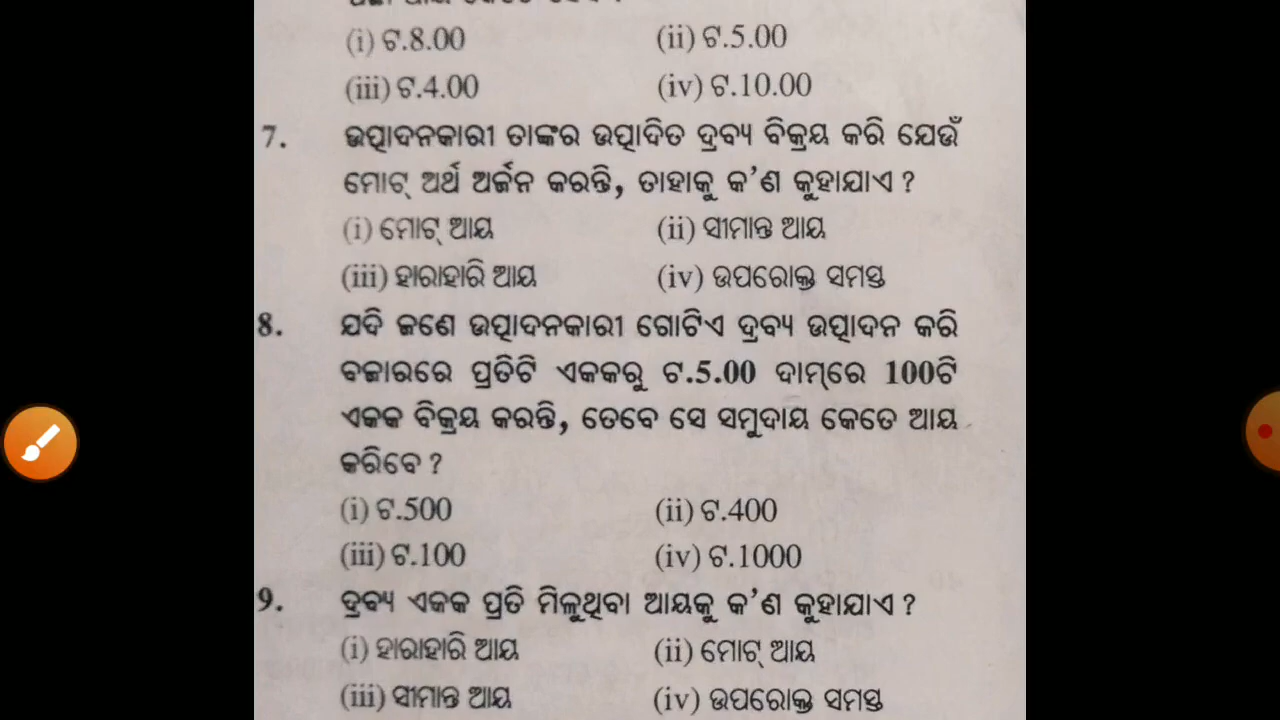 (i) ଟ.8.00 (ii) ଟ.5.00
(iii) ଟ.4.00 (iv) ଟ.10.00
7. ଉତ୍ପାଦନକାରୀ ତାଙ୍କର ଉତ୍ପାଦିତ ଦ୍ରବ୍ୟ ବିକ୍ରୟ କରି ଯେଉଁ
ମୋଟ୍ ଅର୍ଥ ଅର୍ଜନ କରନ୍ତି, ତାହାକୁ କ'ଣ କୁହାଯାଏ ?
(i) ମୋଟ୍ ଆୟ (ii) ସୀମାନ୍ତ ଆୟ
(iii) ହାରାହାରି ଆୟ (iv) ଉପରୋକ୍ତ ସମସ୍ତ
8. ଯଦି ଜଣେ ଉତ୍ପାଦନକାରୀ ଗୋଟିଏ ଦ୍ରବ୍ୟ ଉତ୍ପାଦନ କରି
ବଜାରରେ ପ୍ରତିଟି ଏକକରୁ ଟ.5.00 ଦାମ୍‌ରେ 100ଟି
ଏକକ ବିକ୍ରୟ କରନ୍ତି, ତେବେ ସେ ସମୁଦାୟ କେତେ ଆୟ
କରିବେ ?
(i) ଟ.500 (ii) ଟ.400
(iii) ଟ.100 (iv) ଟ.1000
9. ଦ୍ରବ୍ୟ ଏକକ ପ୍ରତି ମିଳୁଥିବା ଆୟକୁ କ'ଣ କୁହାଯାଏ ?
(i) ହାରାହାରି ଆୟ (ii) ମୋଟ୍ ଆୟ
(iii) ସୀମାନ୍ତ ଆୟ (iv) ଉପରୋକ୍ତ ସମସ୍ତ